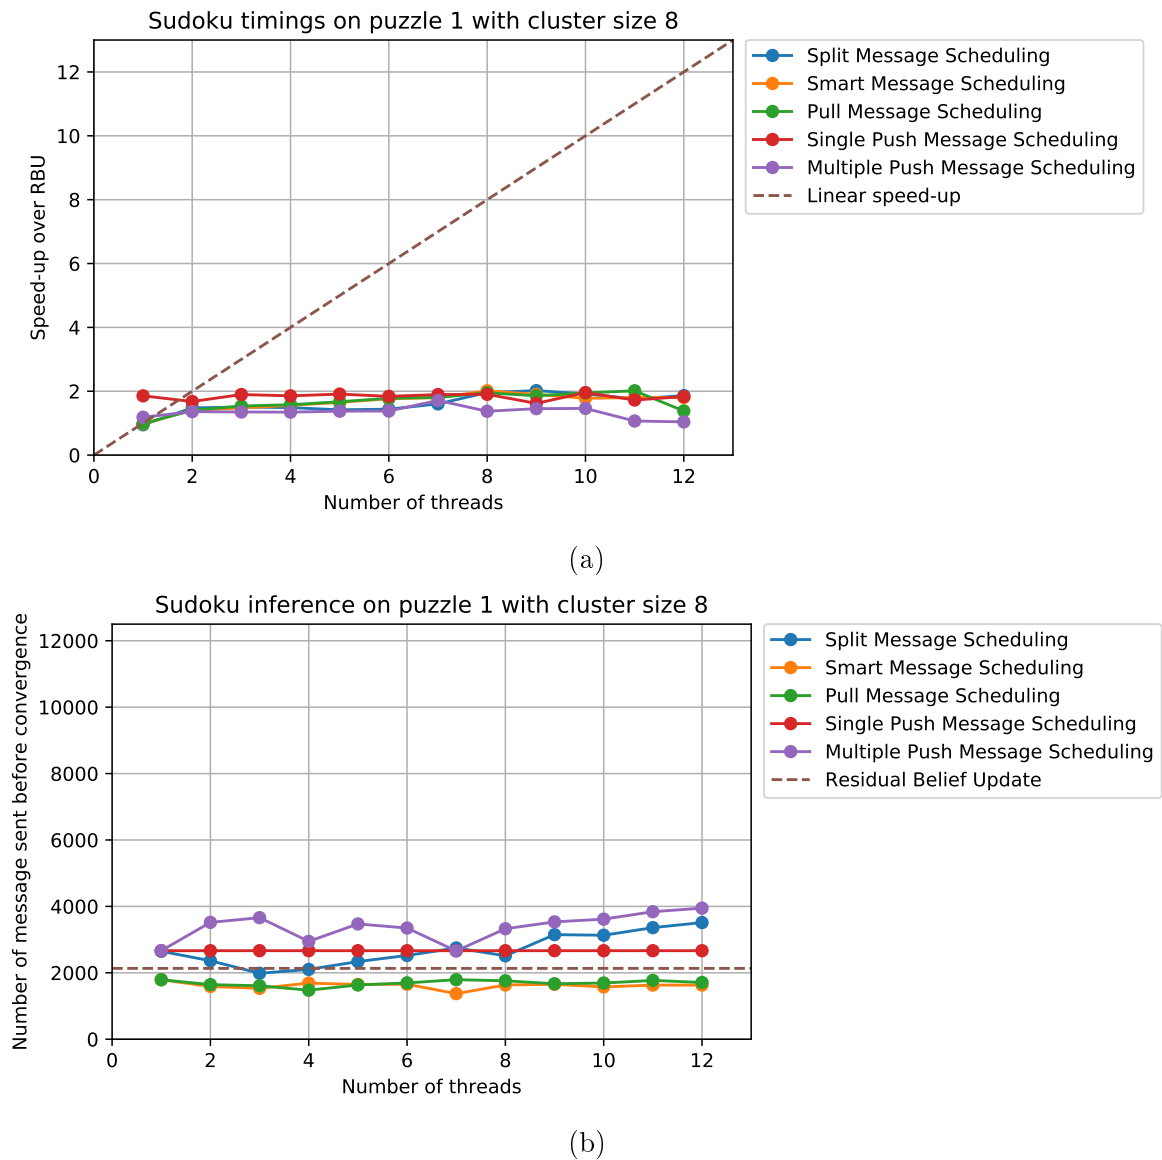 Sudoku timings on puzzle 1 with cluster size 8
Speed-up over RBU
12
10
8
6
4
2
0
0 2 4 6 8 10 12
Number of threads
Split Message Scheduling
Smart Message Scheduling
Pull Message Scheduling
Single Push Message Scheduling
Multiple Push Message Scheduling
Linear speed-up
(a)
Sudoku inference on puzzle 1 with cluster size 8
Number of message sent before convergence
12000
10000
8000
6000
4000
2000
0
0 2 4 6 8 10 12
Number of threads
Split Message Scheduling
Smart Message Scheduling
Pull Message Scheduling
Single Push Message Scheduling
Multiple Push Message Scheduling
Residual Belief Update
(b)